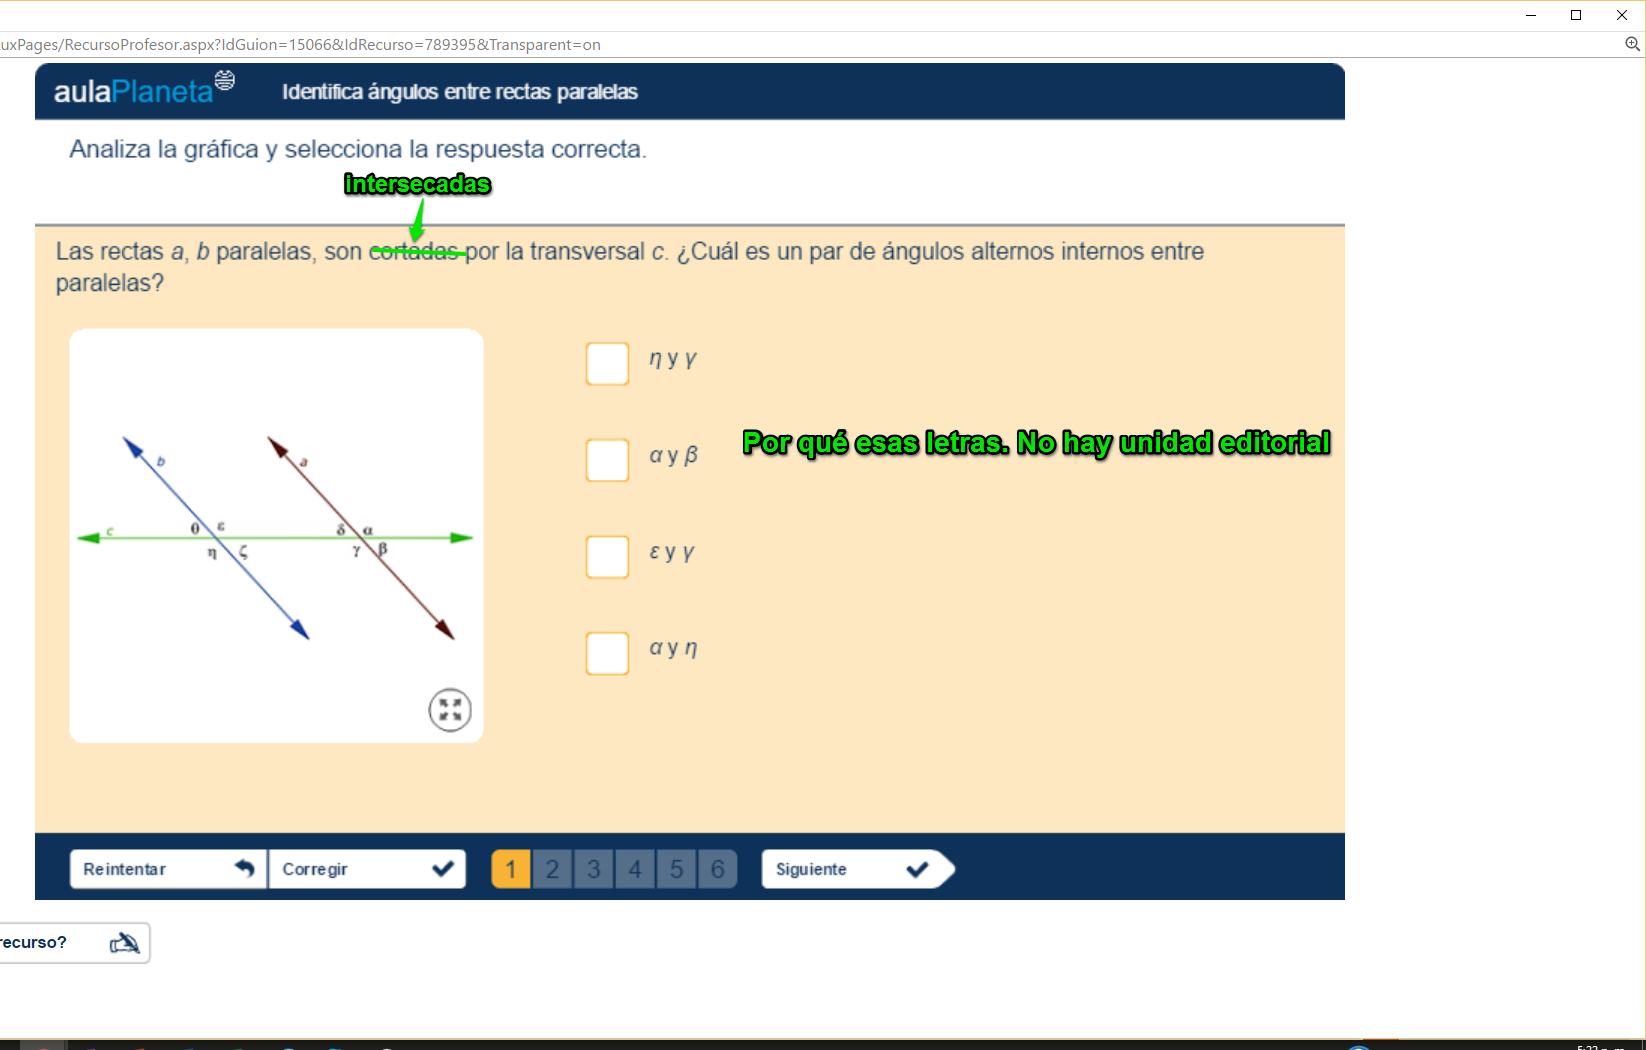 uxPages/RecursoProfesor.aspx?IdGuion=15066&IdRecurso=789395&Transparent=on
aulaPlaneta
Identifica ángulos entre rectas paralelas
Analiza la gráfica y selecciona la respuesta correcta.
intersecadas
Las rectas a, b paralelas, son cortadas por la transversal c. ¿Cuál es un par de ángulos alternos internos entre
paralelas?
η y γ
α y β
Por qué esas letras. No hay unidad editorial
ε y γ
α y η
b a
c θ ε δ α
η ζ γ β
Reintentar Corregir 1 2 3 4 5 6 Siguiente
recurso?